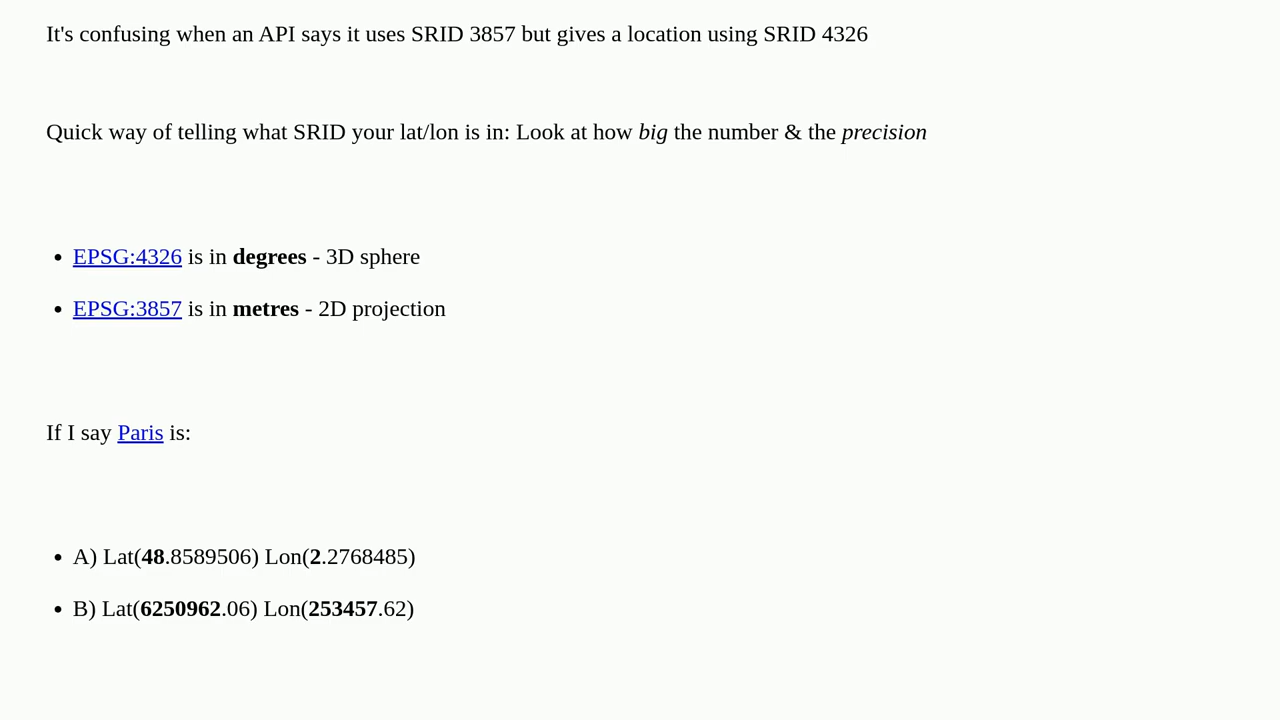 It's confusing when an API says it uses SRID 3857 but gives a location using SRID 4326
Quick way of telling what SRID your lat/lon is in: Look at how big the number & the precision
• EPSG:4326 is in degrees - 3D sphere
• EPSG:3857 is in metres - 2D projection
If I say Paris is:
• A) Lat(48.8589506) Lon(2.2768485)
• B) Lat(6250962.06) Lon(253457.62)